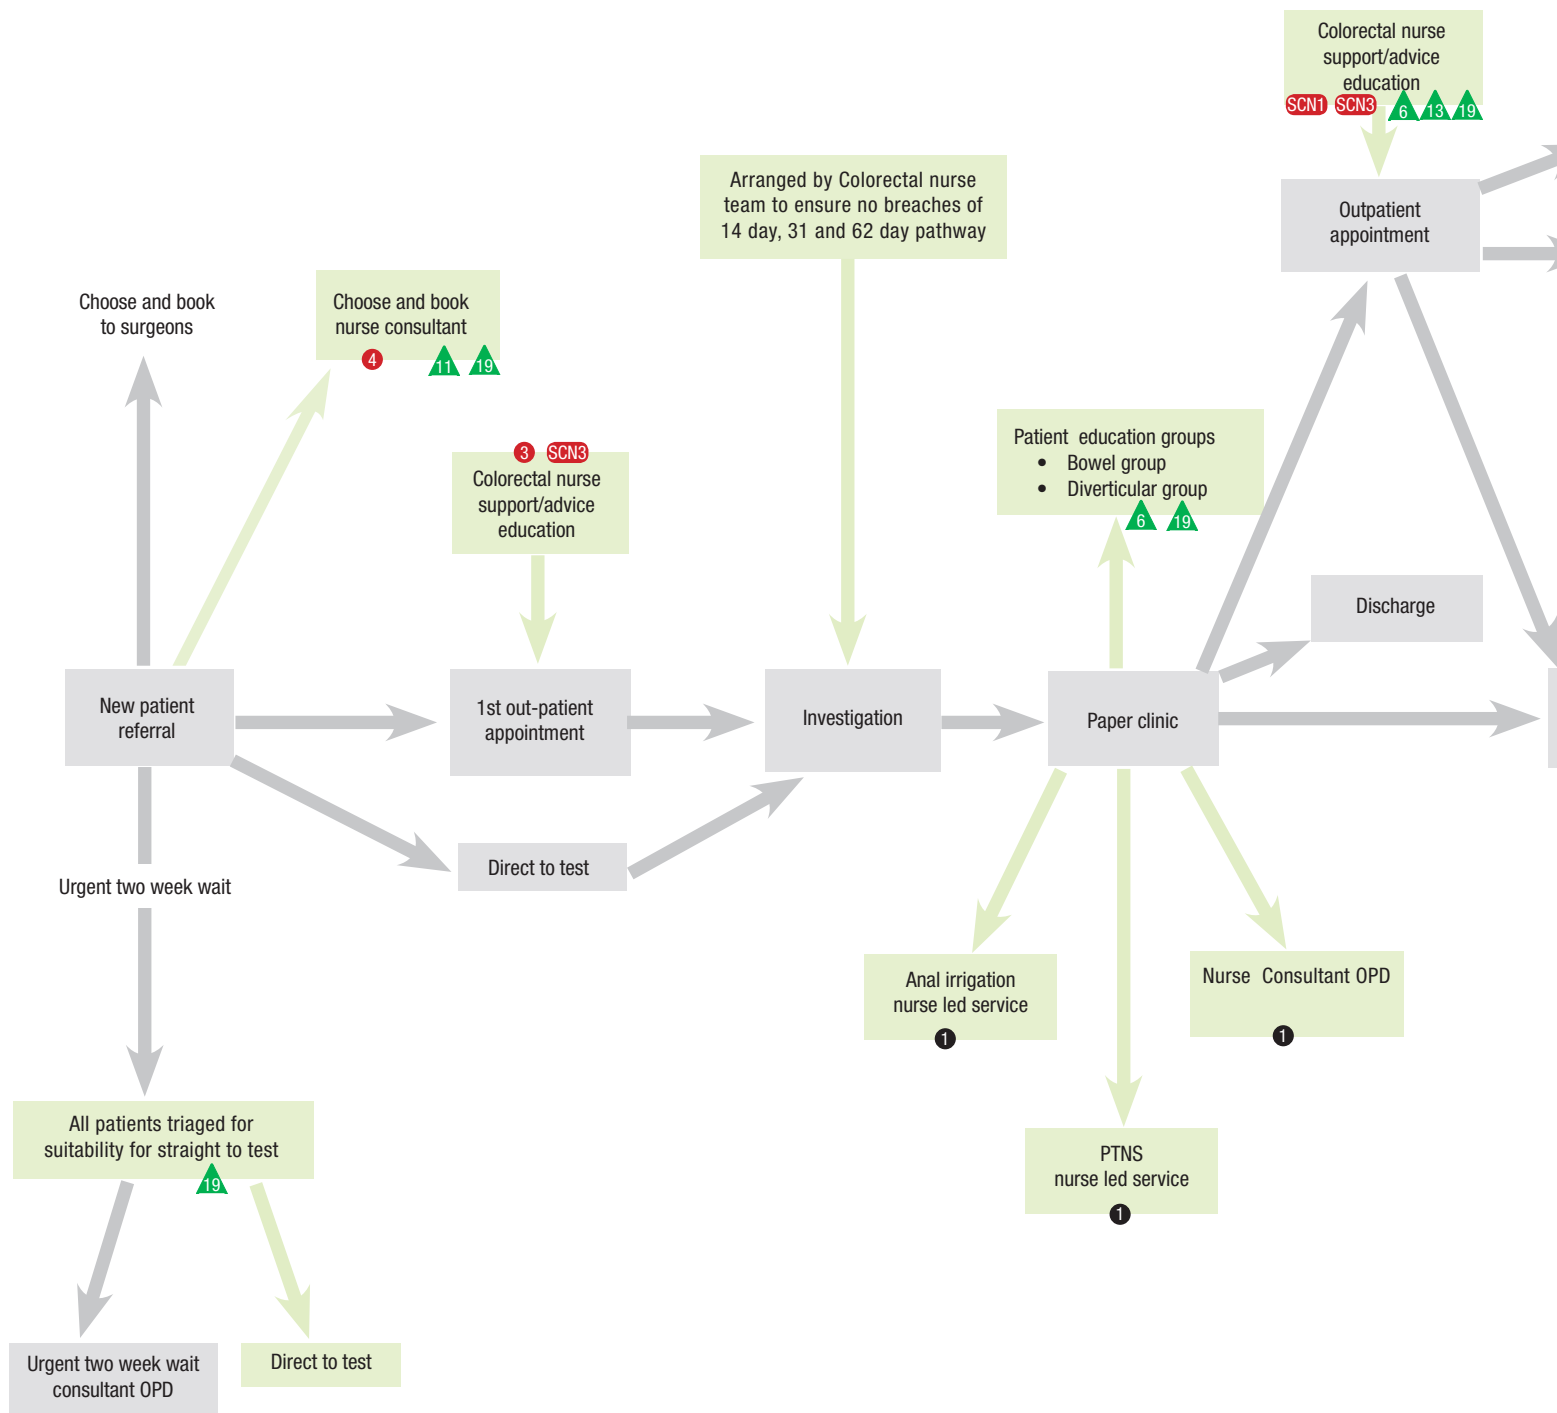 Colorectal nurse
support/advice
education
SCN1 SCN3 6 13 19
Arranged by Colorectal nurse
team to ensure no breaches of
14 day, 31 and 62 day pathway
Outpatient
appointment
Choose and book
to surgeons
Choose and book
nurse consultant
4 11 19
3 SCN3
Colorectal nurse
support/advice
education
Patient education groups
• Bowel group
• Diverticular group
6 19
Discharge
New patient
referral
1st out-patient
appointment
Investigation
Paper clinic
Direct to test
Urgent two week wait
Anal irrigation
nurse led service
1
Nurse Consultant OPD
1
All patients triaged for
suitability for straight to test
19
PTNS
nurse led service
1
Urgent two week wait
consultant OPD
Direct to test